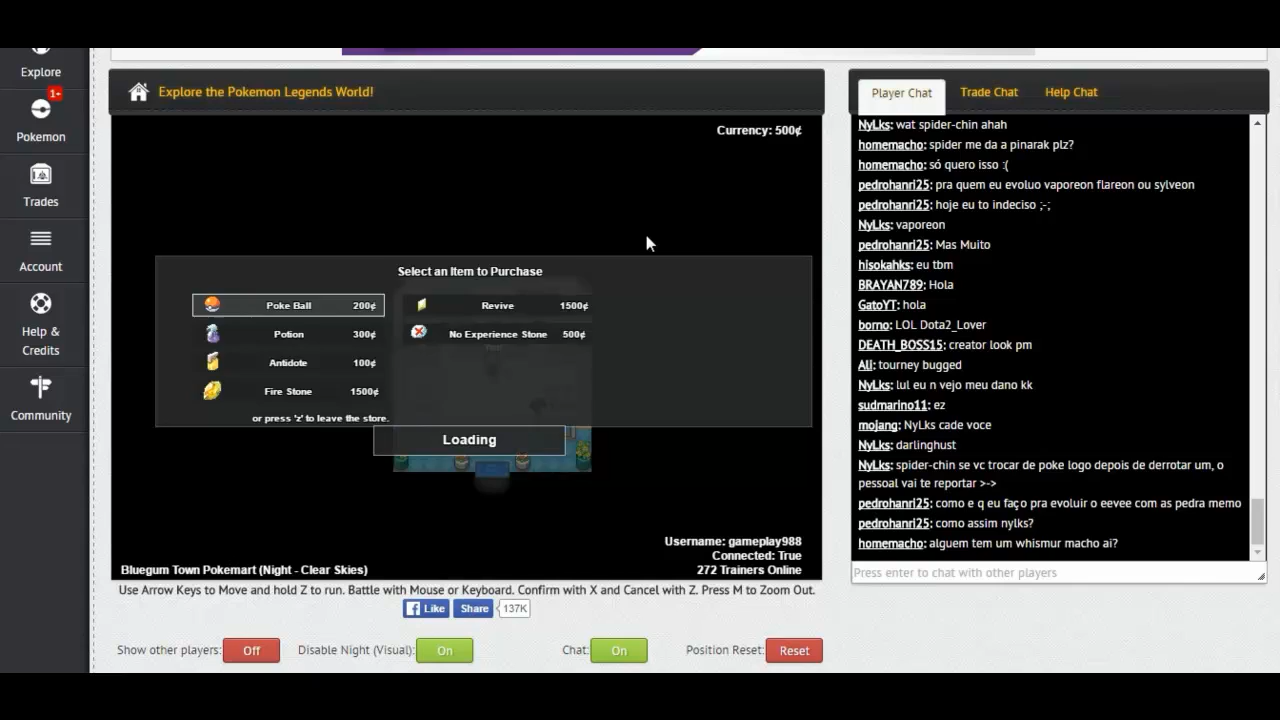 Explore
1+
Pokemon
Trades
Account
Help &
Credits
Community
Explore the Pokemon Legends World!
Currency: 500¢
Select an Item to Purchase
Poke Ball 200¢
Revive 1500¢
Potion 300¢
No Experience Stone 500¢
Antidote 100¢
Fire Stone 1500¢
or press 'z' to leave the store.
Loading
Username: gameplay988
Connected: True
Bluegum Town Pokemart (Night - Clear Skies)
272 Trainers Online
Use Arrow Keys to Move and hold Z to run. Battle with Mouse or Keyboard. Confirm with X and Cancel with Z. Press M to Zoom Out.
Like
Share
137K
Show other players: Off
Disable Night (Visual): On
Chat: On
Position Reset: Reset
Player Chat
Trade Chat
Help Chat
NyLks: wat spider-chin ahah
homemacho: spider me da a pinarak plz?
homemacho: só quero isso :(
pedrohanri25: pra quem eu evoluo vaporeon flareon ou sylveon
pedrohanri25: hoje eu to indeciso ;-;
NyLks: vaporeon
pedrohanri25: Mas Muito
hisokahks: eu tbm
BRAYAN789: Hola
GatoYT: hola
borno: LOL Dota2_Lover
DEATH_BOSS15: creator look pm
Ali: tourney bugged
NyLks: lul eu n vejo meu dano kk
sudmarino11: ez
mojang: NyLks cade voce
NyLks: darlinghust
NyLks: spider-chin se vc trocar de poke logo depois de derrotar um, o
pessoal vai te reportar >->
pedrohanri25: como e q eu faço pra evoluir o eevee com as pedra memo
pedrohanri25: como assim nylks?
homemacho: alguem tem um whismur macho ai?
Press enter to chat with other players